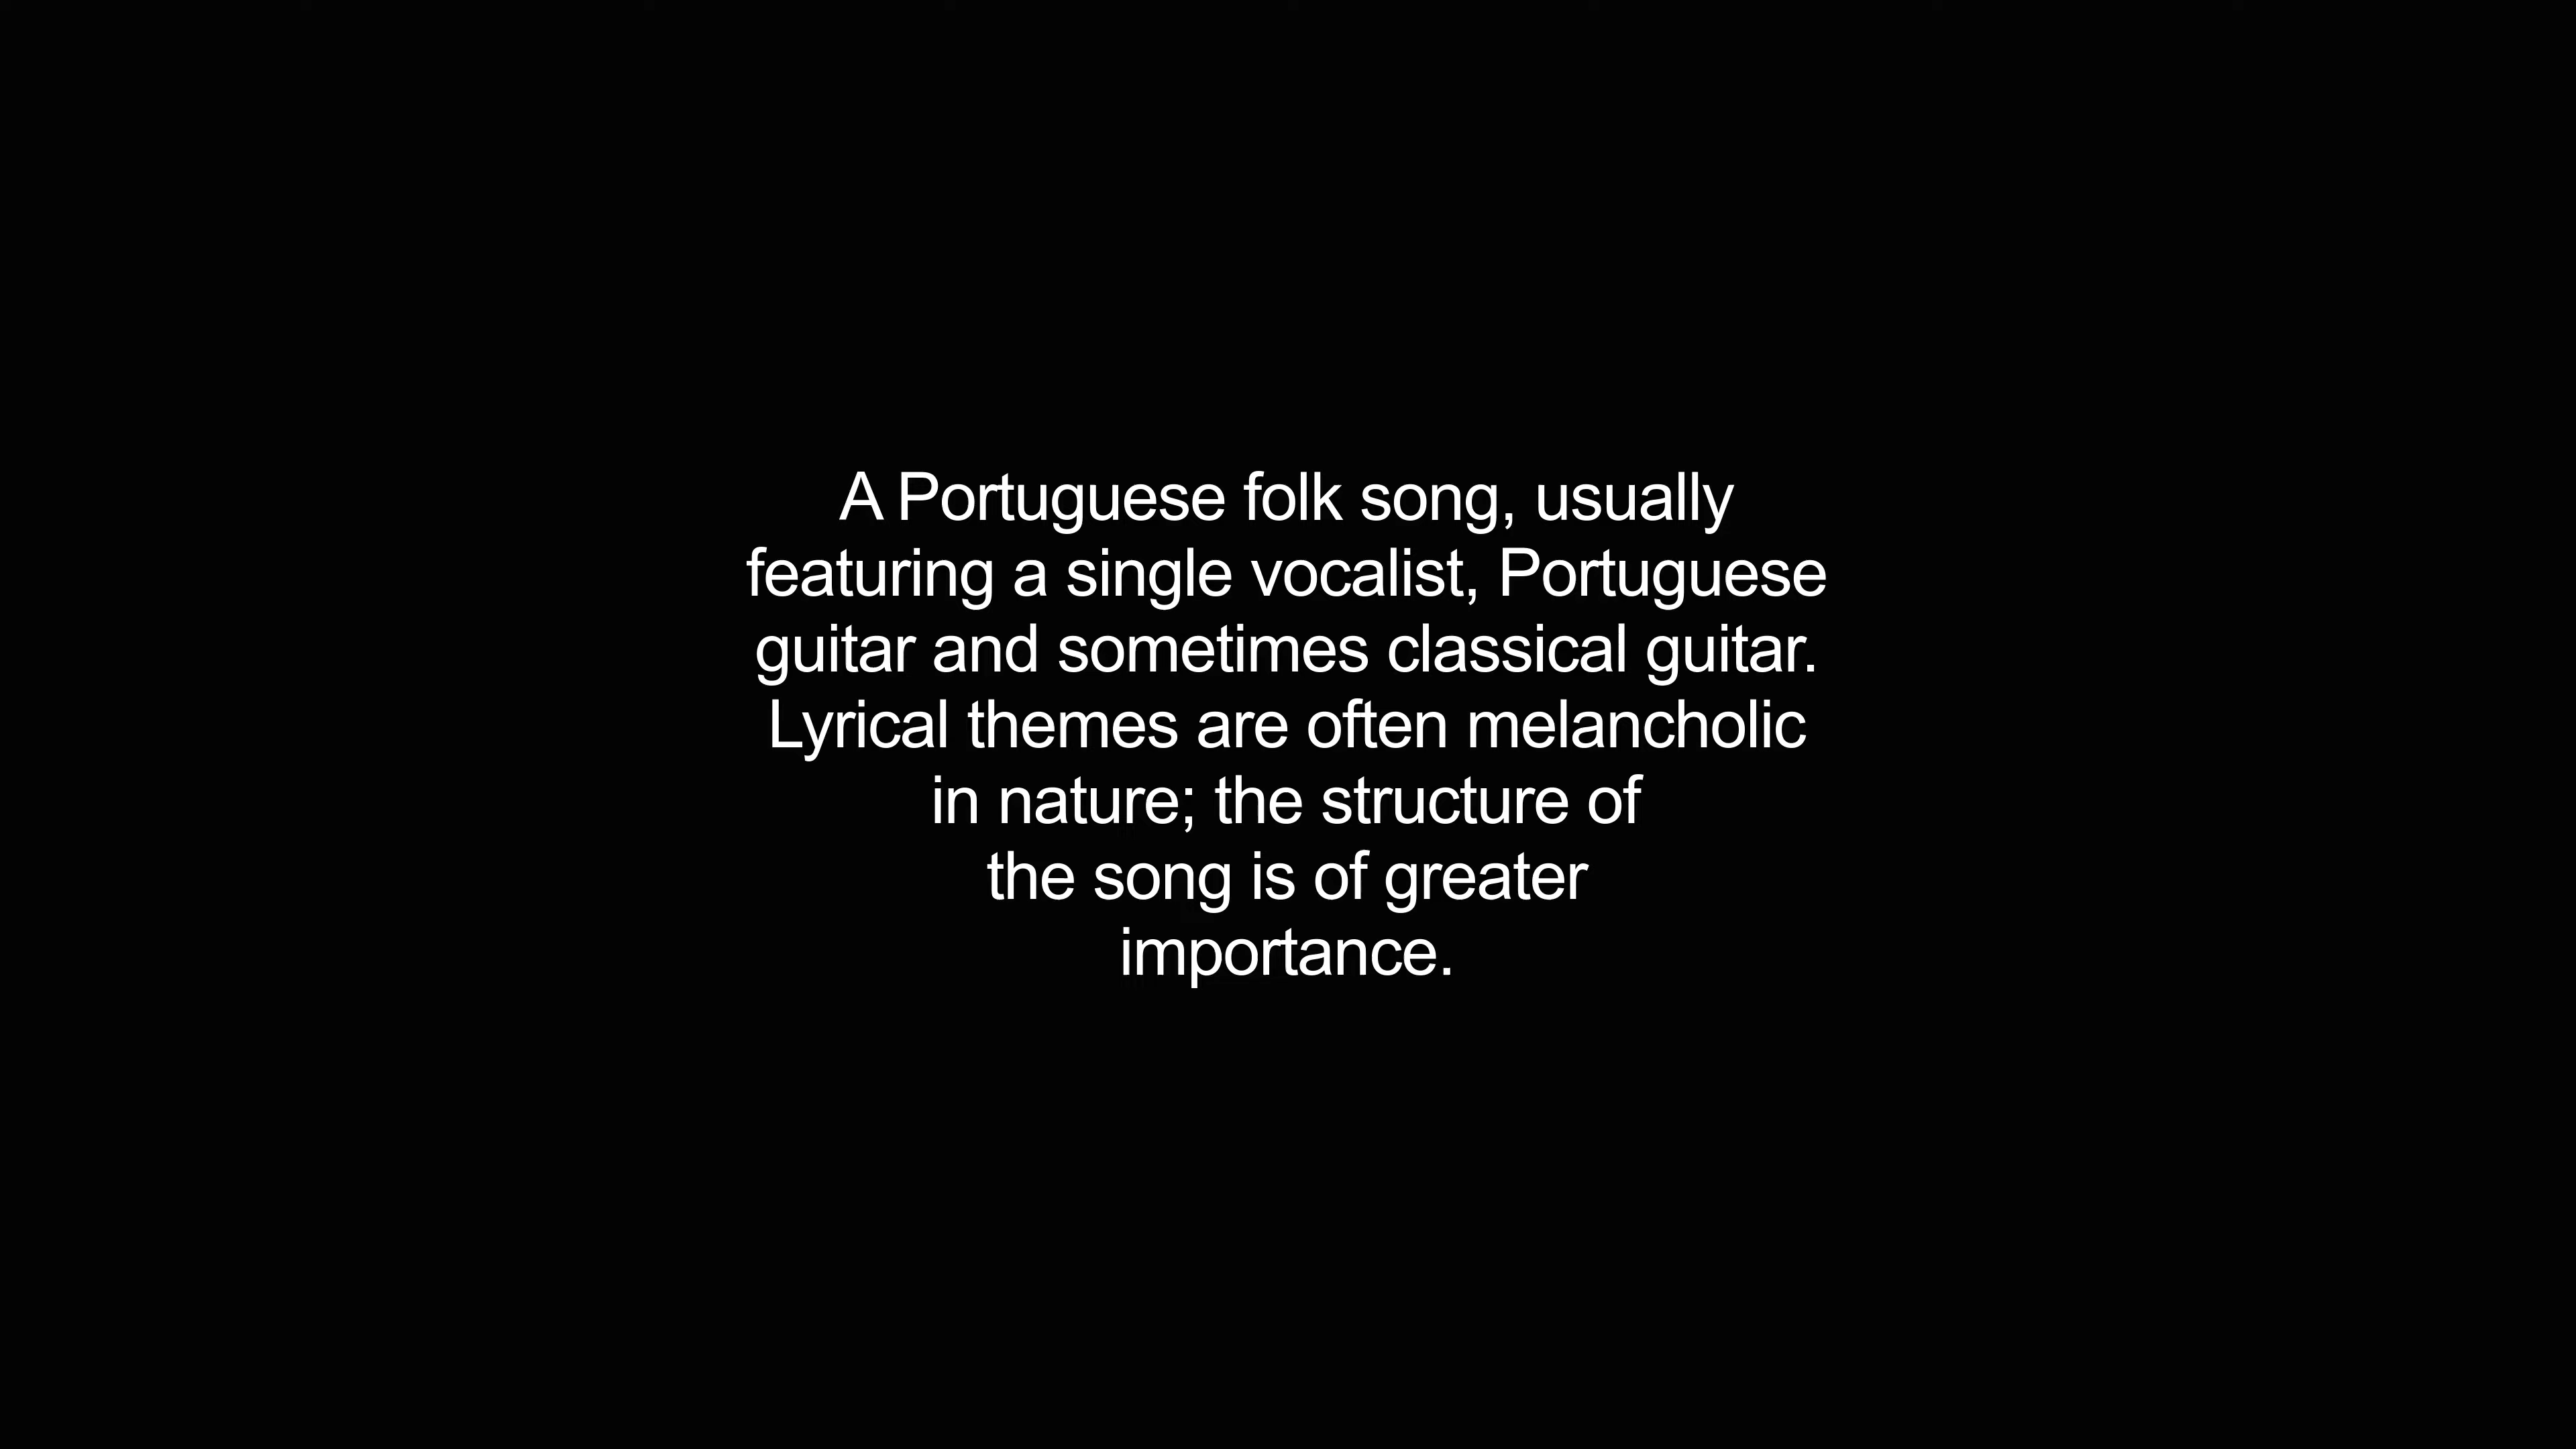 A Portuguese folk song, usually
featuring a single vocalist, Portuguese
guitar and sometimes classical guitar.
Lyrical themes are often melancholic
in nature; the structure of
the song is of greater
importance.